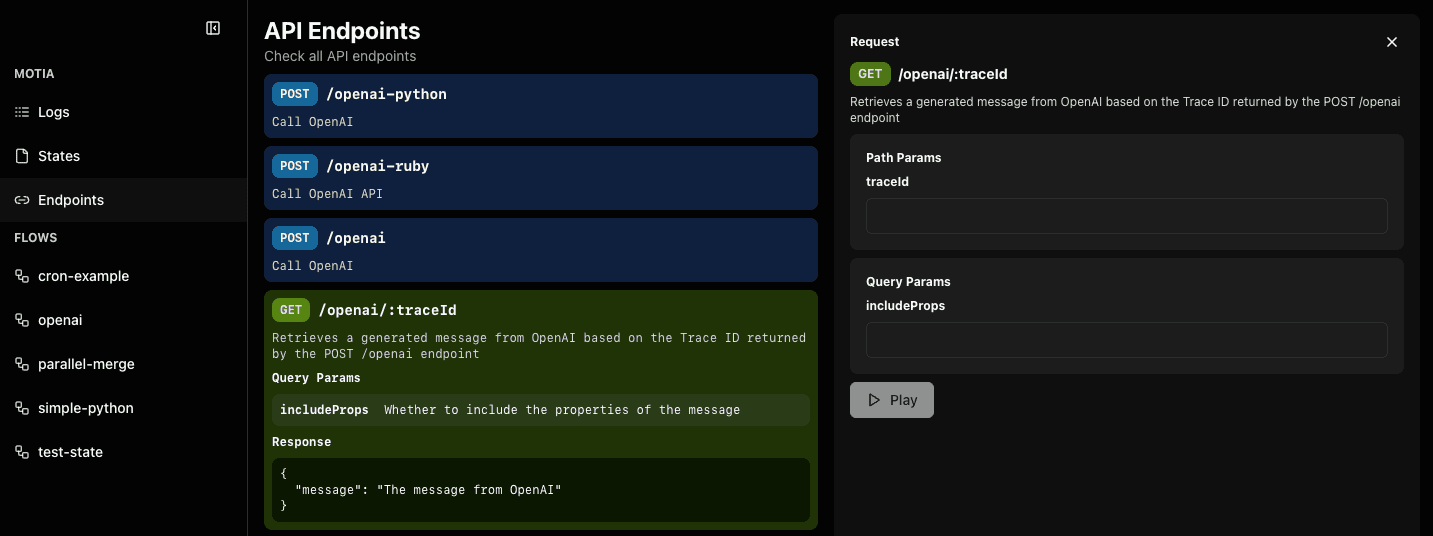 MOTIA
Logs
States
Endpoints
FLOWS
cron-example
openai
parallel-merge
simple-python
test-state
API Endpoints
Check all API endpoints
POST /openai-python
Call OpenAI
POST /openai-ruby
Call OpenAI API
POST /openai
Call OpenAI
GET /openai/:traceId
Retrieves a generated message from OpenAI based on the Trace ID returned
by the POST /openai endpoint
Query Params
includeProps Whether to include the properties of the message
Response
{
"message": "The message from OpenAI"
}
Request
GET /openai/:traceId
Retrieves a generated message from OpenAI based on the Trace ID returned by the POST /openai
endpoint
Path Params
traceId
Query Params
includeProps
Play